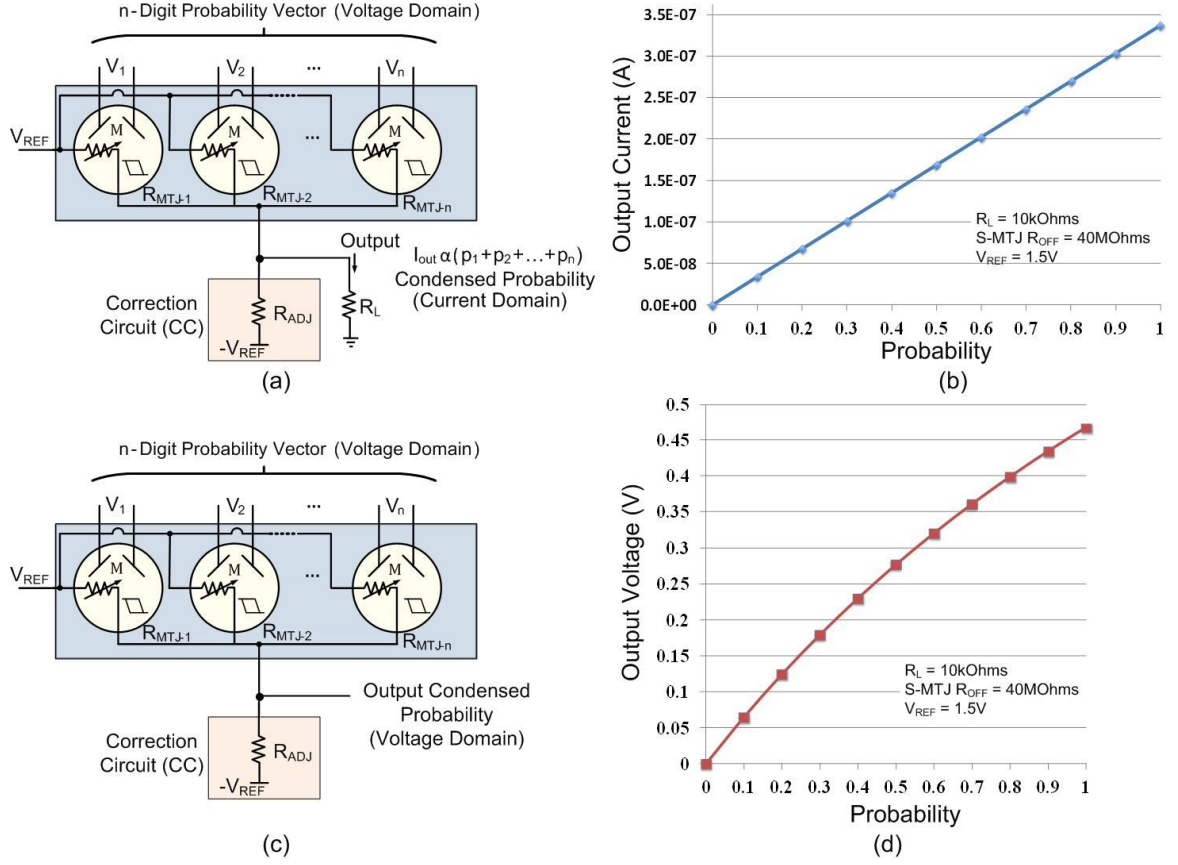 n-Digit Probability Vector (Voltage Domain)
V1 V2 ... Vn
VREF
M M ... M
RMTJ-1 RMTJ-2 RMTJ-n
Output
Iout α(p1+p2+…+pn)
Condensed Probability
(Current Domain)
Correction
Circuit (CC)
RADJ
RL
-VREF
(a)
Output Current (A)
3.5E-07
3.0E-07
2.5E-07
2.0E-07
1.5E-07
1.0E-07
5.0E-08
0.0E+00
RL = 10kOhms
S-MTJ ROFF = 40MOhms
VREF = 1.5V
0 0.1 0.2 0.3 0.4 0.5 0.6 0.7 0.8 0.9 1
Probability
(b)
n-Digit Probability Vector (Voltage Domain)
V1 V2 ... Vn
VREF
M M ... M
RMTJ-1 RMTJ-2 RMTJ-n
Output Condensed
Probability
(Voltage Domain)
Correction
Circuit (CC)
RADJ
-VREF
(c)
Output Voltage (V)
0.5
0.45
0.4
0.35
0.3
0.25
0.2
0.15
0.1
0.05
0
RL = 10kOhms
S-MTJ ROFF = 40MOhms
VREF = 1.5V
0 0.1 0.2 0.3 0.4 0.5 0.6 0.7 0.8 0.9 1
Probability
(d)